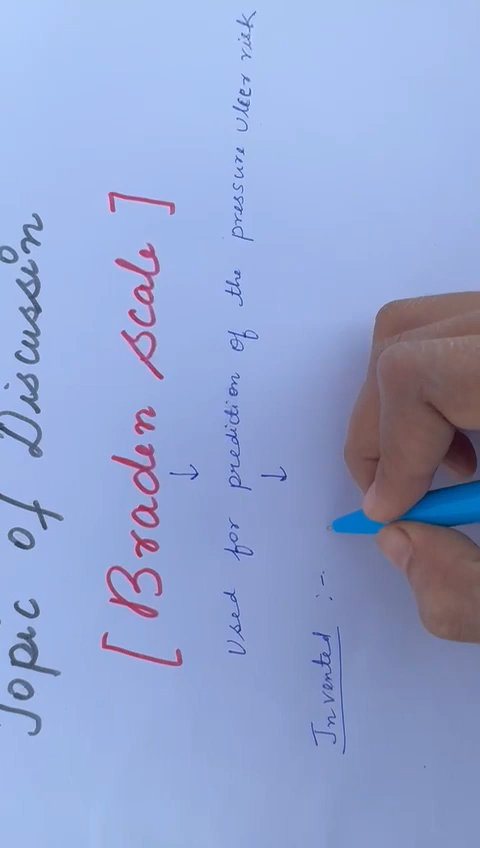 Topic of Discussion
[Braden scale]
↓
Used for prediction of the pressure ulcer risk
↓
Invented :-